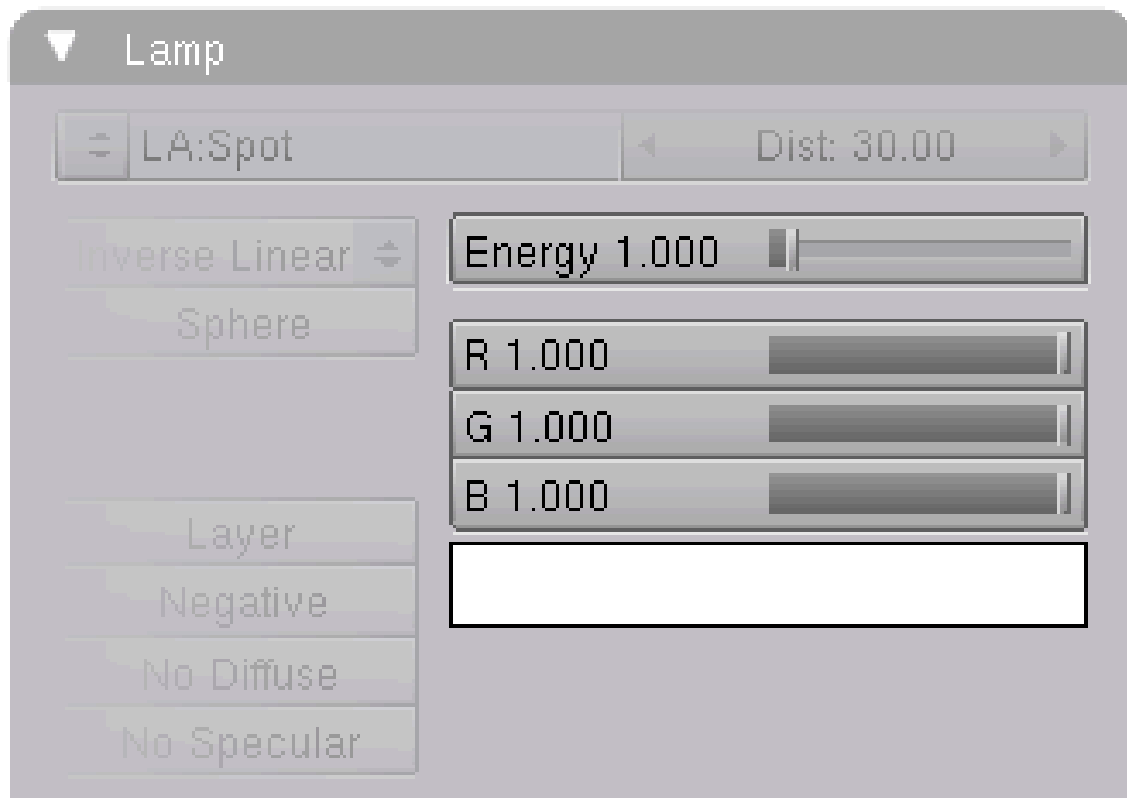 Lamp
LA:Spot Dist: 30.00
Inverse Linear Energy 1.000
Sphere
R 1.000
G 1.000
B 1.000
Layer
Negative
No Diffuse
No Specular